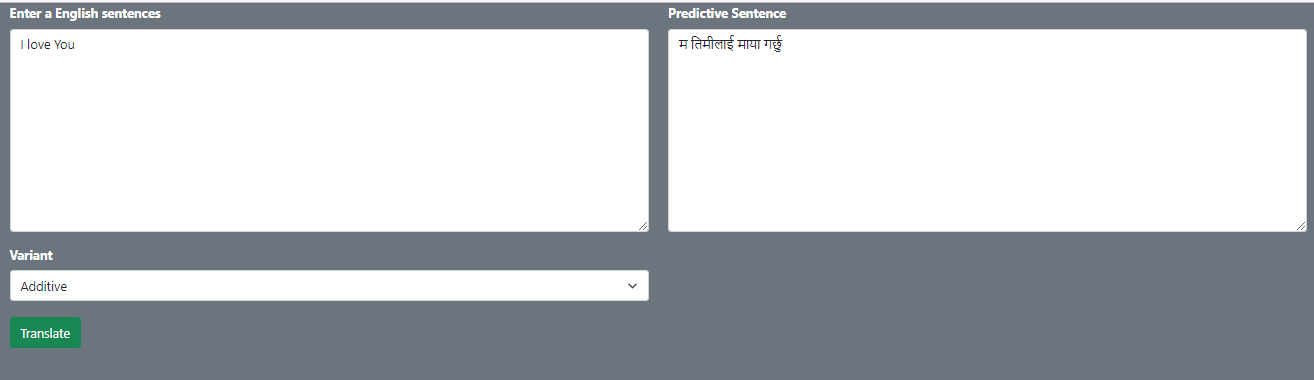 Enter a English sentences
I love You
Predictive Sentence
म तिमीलाई माया गर्छु
Variant
Additive
Translate